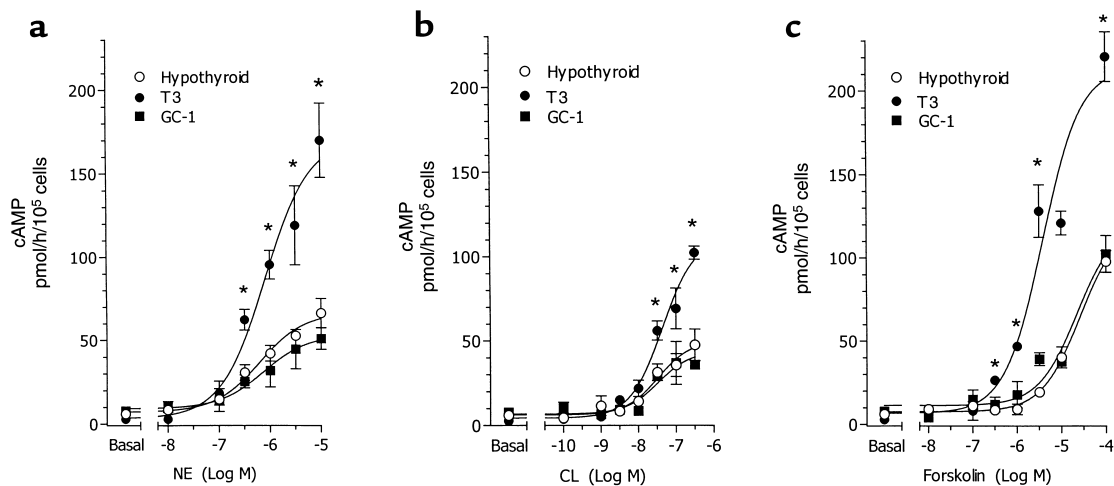 a
Hypothyroid
T3
GC-1
cAMP
pmol/h/10⁵ cells
200
150
100
50
0
* * * *
Basal -8 -7 -6 -5
NE (Log M)
b
Hypothyroid
T3
GC-1
cAMP
pmol/h/10⁵ cells
200
150
100
50
0
* * *
Basal -10 -9 -8 -7 -6
CL (Log M)
c
Hypothyroid
T3
GC-1
cAMP
pmol/h/10⁵ cells
200
150
100
50
0
* * * *
Basal -8 -7 -6 -5 -4
Forskolin (Log M)